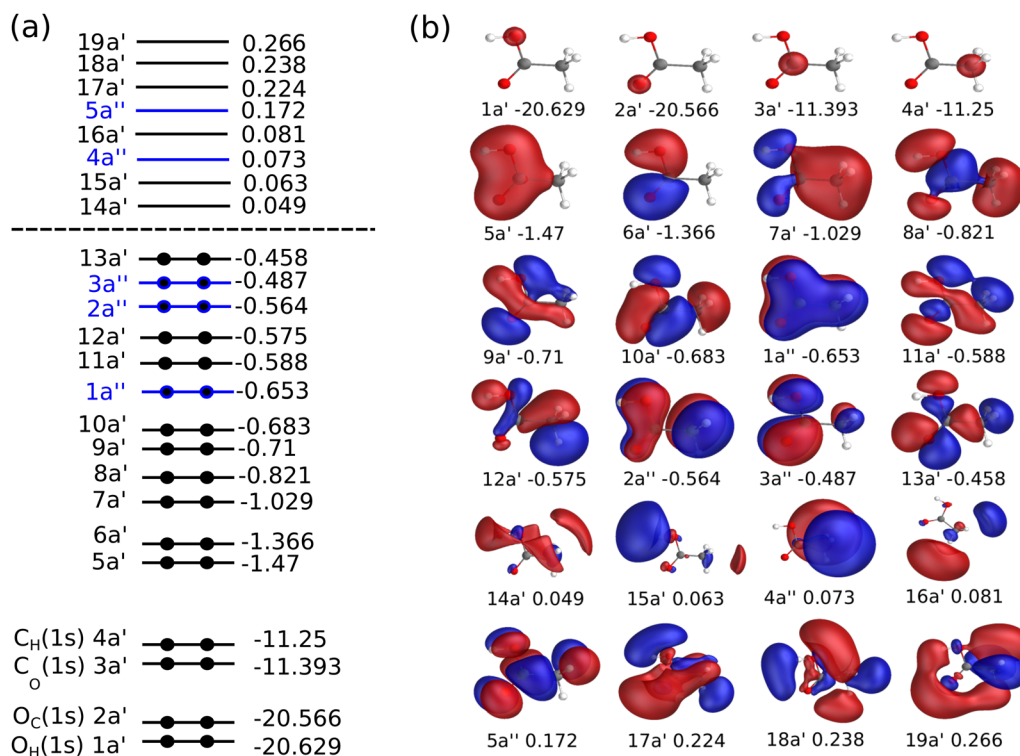 (a)
19a' 0.266
18a' 0.238
17a' 0.224
5a'' 0.172
16a' 0.081
4a'' 0.073
15a' 0.063
14a' 0.049
13a' -0.458
3a'' -0.487
2a'' -0.564
12a' -0.575
11a' -0.588
1a'' -0.653
10a' -0.683
9a' -0.71
8a' -0.821
7a' -1.029
6a' -1.366
5a' -1.47
C_H(1s) 4a' -11.25
C_O(1s) 3a' -11.393
O_C(1s) 2a' -20.566
O_H(1s) 1a' -20.629
(b)
1a' -20.629 2a' -20.566 3a' -11.393 4a' -11.25
5a' -1.47 6a' -1.366 7a' -1.029 8a' -0.821
9a' -0.71 10a' -0.683 1a'' -0.653 11a' -0.588
12a' -0.575 2a'' -0.564 3a'' -0.487 13a' -0.458
14a' 0.049 15a' 0.063 4a'' 0.073 16a' 0.081
5a'' 0.172 17a' 0.224 18a' 0.238 19a' 0.266